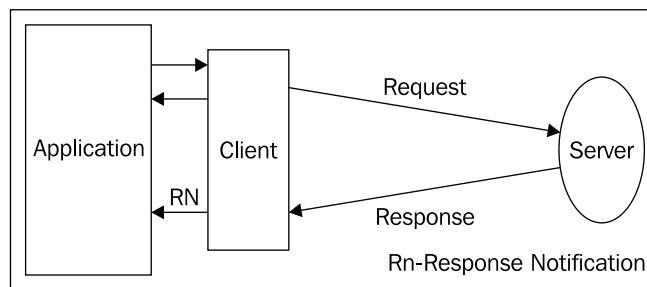 Request
Application
Client
Server
RN
Response
Rn-Response Notification